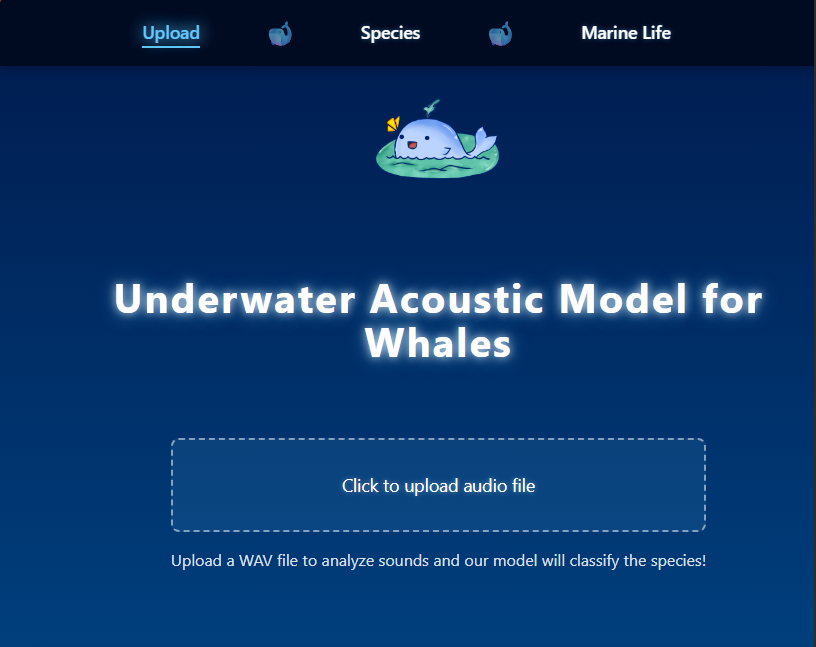 Upload Species Marine Life
Underwater Acoustic Model for
Whales
Click to upload audio file
Upload a WAV file to analyze sounds and our model will classify the species!